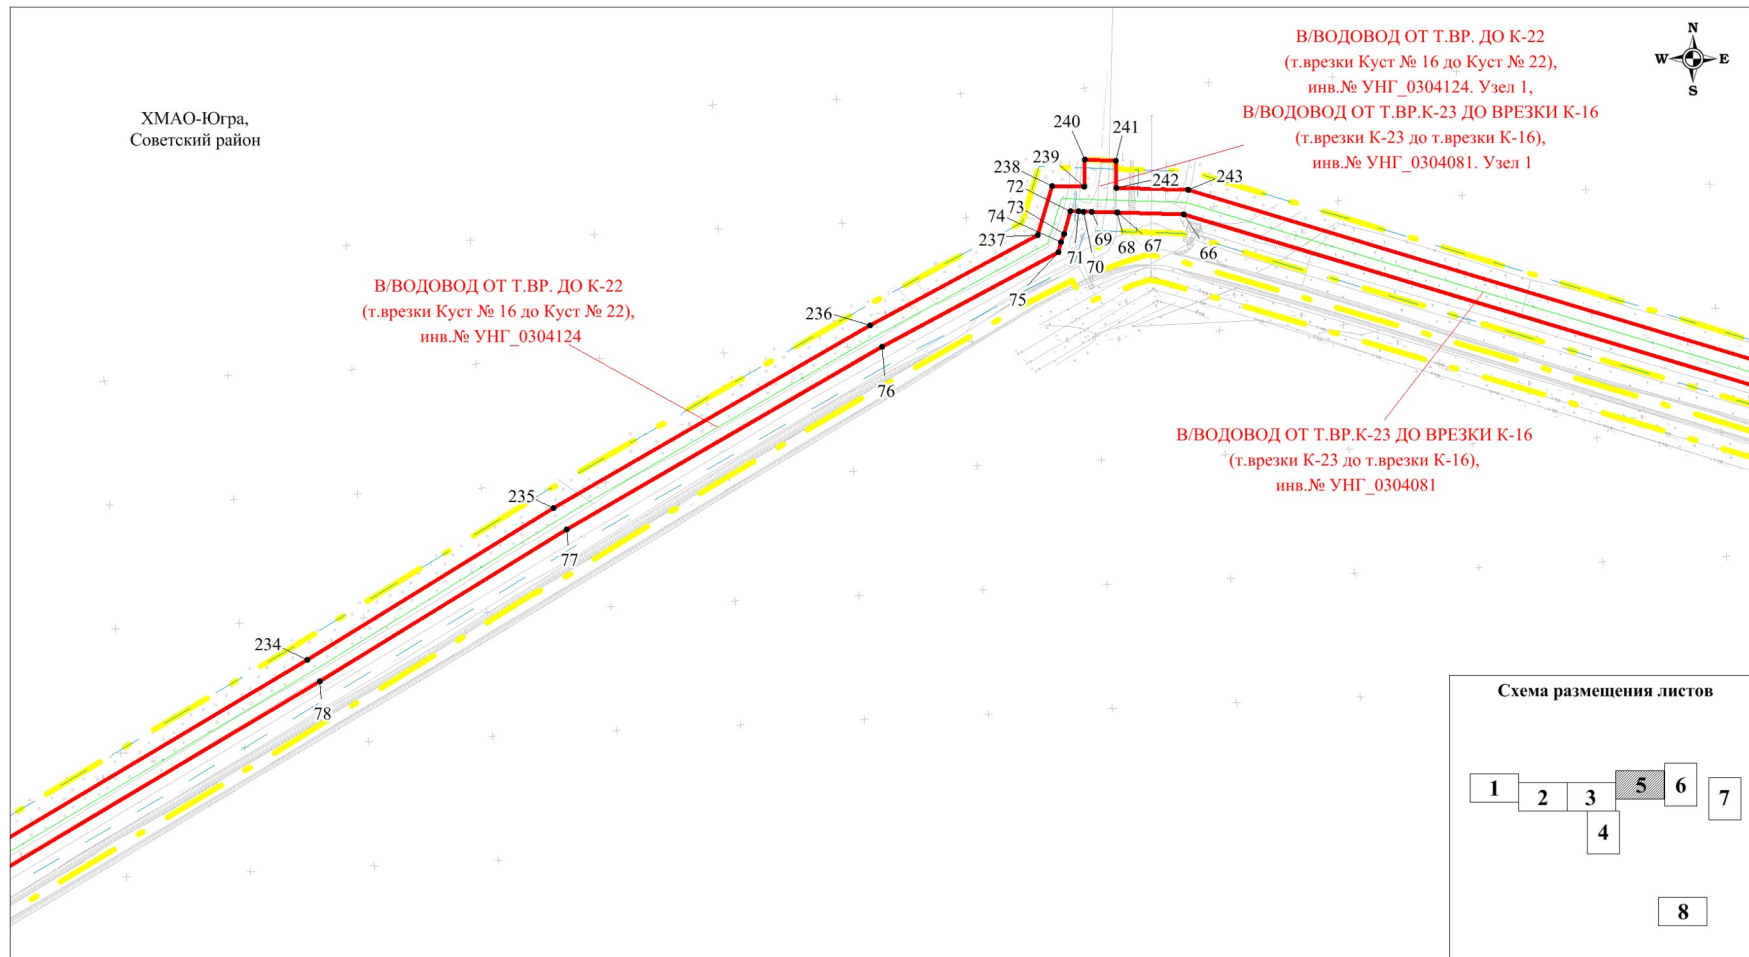 В/ВОДОВОД ОТ Т.ВР. ДО К-22
(т.врезки Куст № 16 до Куст № 22),
инв.№ УНГ_0304124. Узел 1,
В/ВОДОВОД ОТ Т.ВР.К-23 ДО ВРЕЗКИ К-16
(т.врезки К-23 до т.врезки К-16),
инв.№ УНГ_0304081. Узел 1
N
W E
S
ХМАО-Югра,
Советский район
240
241
239
238
242
243
72
73
74
237
71
70
69
68
67
66
75
В/ВОДОВОД ОТ Т.ВР. ДО К-22
(т.врезки Куст № 16 до Куст № 22),
инв.№ УНГ_0304124
236
76
В/ВОДОВОД ОТ Т.ВР.К-23 ДО ВРЕЗКИ К-16
(т.врезки К-23 до т.врезки К-16),
инв.№ УНГ_0304081
235
77
234
78
Схема размещения листов
1
2
3
4
5
6
7
8